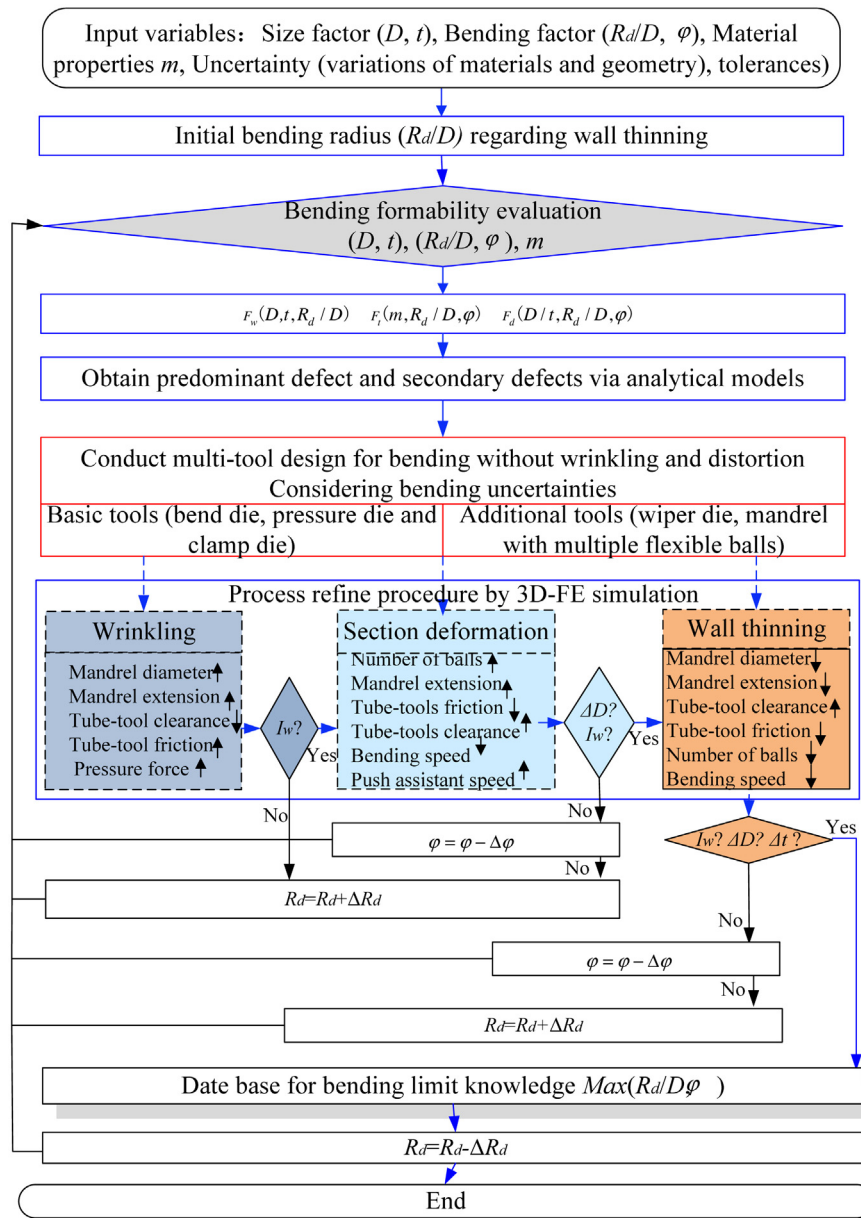 Input variables: Size factor (D, t), Bending factor (Rd/D, φ), Material
properties m, Uncertainty (variations of materials and geometry), tolerances)
Initial bending radius (Rd/D) regarding wall thinning
Bending formability evaluation
(D, t), (Rd/D, φ), m
Fw(D,t,Rd/D) Ft(m,Rd/D,φ) Fd(D/t,Rd/D,φ)
Obtain predominant defect and secondary defects via analytical models
Conduct multi-tool design for bending without wrinkling and distortion
Considering bending uncertainties
Basic tools (bend die, pressure die and
clamp die)
Additional tools (wiper die, mandrel
with multiple flexible balls)
Process refine procedure by 3D-FE simulation
Wrinkling
Mandrel diameter↑
Mandrel extension↑
Tube-tool clearance↓
Tube-tool friction↑
Pressure force ↑
Iw?
Yes
No
Section deformation
Number of balls ↑
Mandrel extension↑
Tube-tools friction↓
Tube-tools clearance↑
Bending speed ↓
Push assistant speed ↑
ΔD?
Iw?
Yes
No
Wall thinning
Mandrel diameter↓
Mandrel extension↓
Tube-tool clearance↑
Tube-tool friction↓
Number of balls↓
Bending speed ↓
Iw? ΔD? Δt ?
Yes
No
φ = φ − Δφ
No
Rd=Rd+ΔRd
φ = φ − Δφ
No
Rd=Rd+ΔRd
Date base for bending limit knowledge Max(Rd/Dφ )
Rd=Rd-ΔRd
End